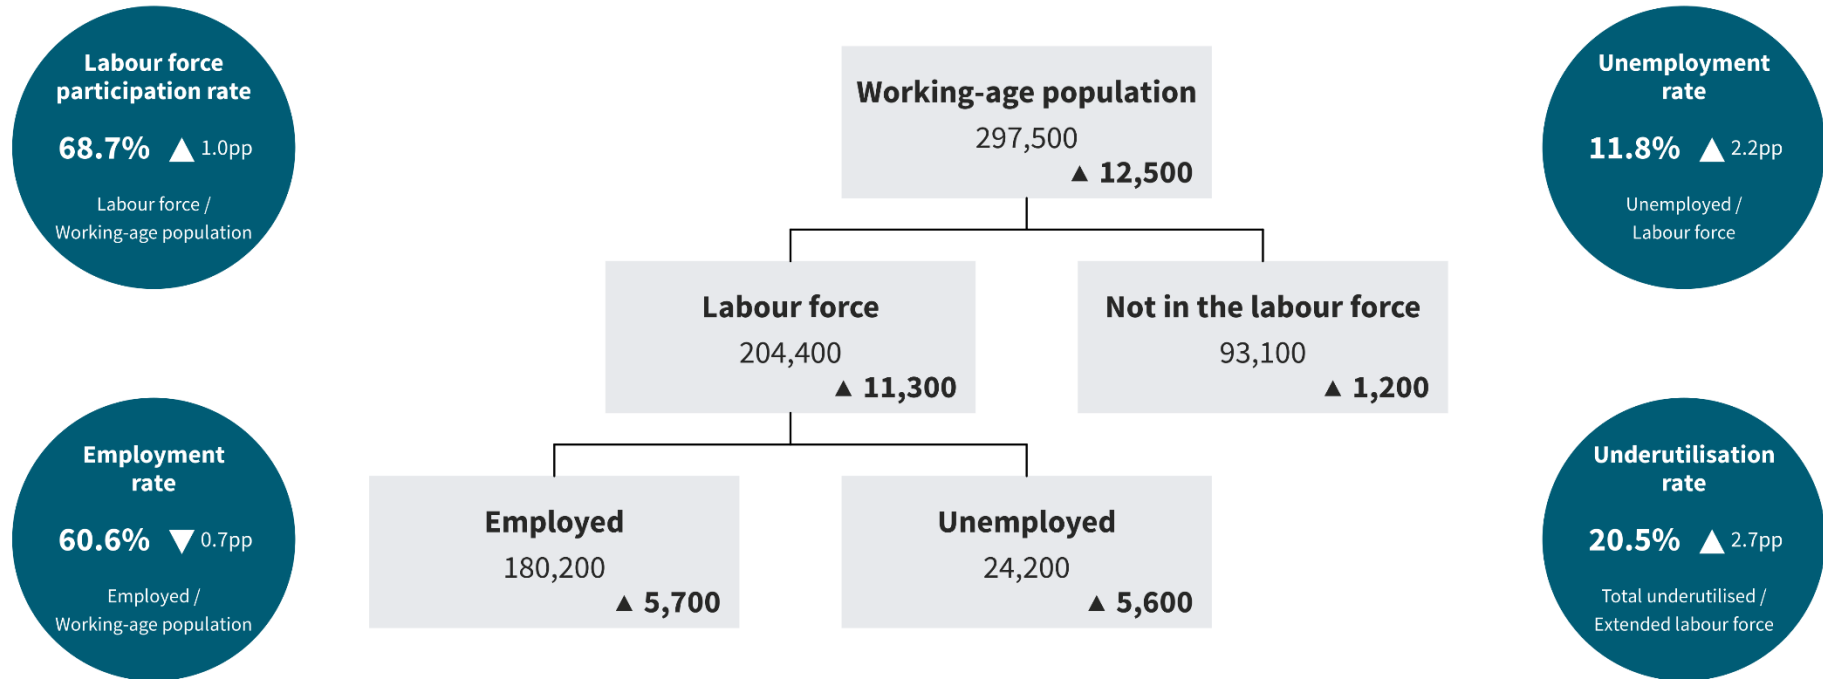 Labour force
participation rate
68.7% ▲ 1.0pp
Labour force /
Working-age population
Employment
rate
60.6% ▼ 0.7pp
Employed /
Working-age population
Working-age population
297,500
▲ 12,500
Labour force
204,400
▲ 11,300
Not in the labour force
93,100
▲ 1,200
Employed
180,200
▲ 5,700
Unemployed
24,200
▲ 5,600
Unemployment
rate
11.8% ▲ 2.2pp
Unemployed /
Labour force
Underutilisation
rate
20.5% ▲ 2.7pp
Total underutilised /
Extended labour force